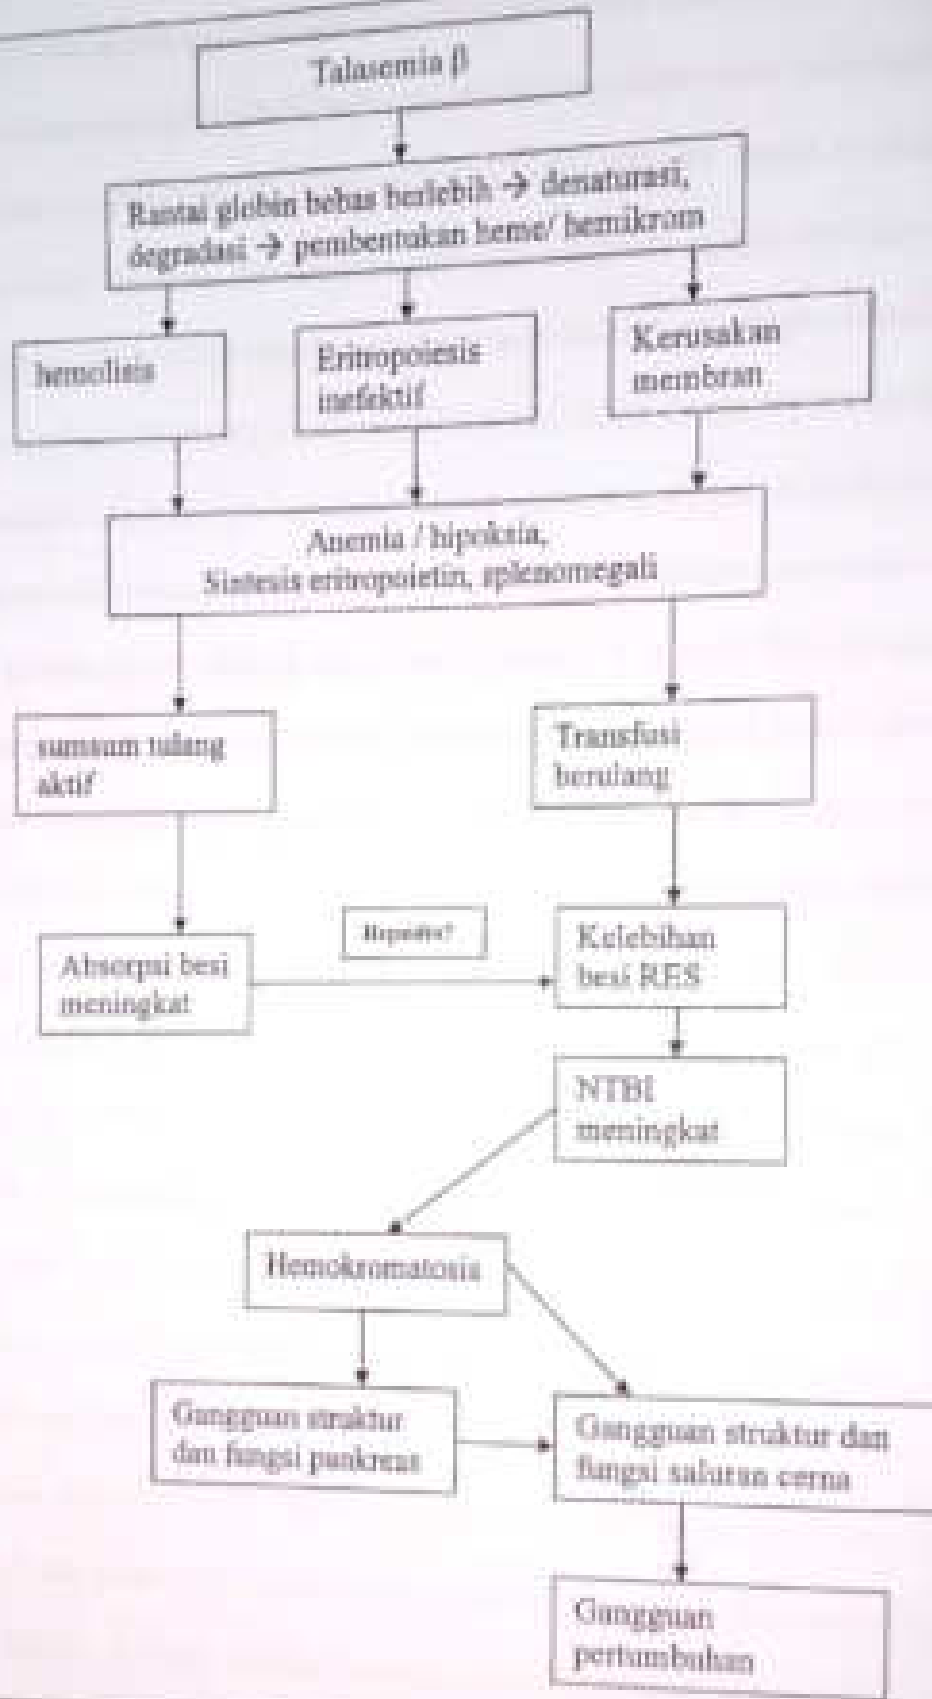 Talasemia β
Rantai globin bebas berlebih → denaturasi,
degradasi → pembentukan heme/ hemikrom
hemolisis
Eritropoiesis
inefektif
Kerusakan
membran
Anemia / hipoksia,
Sintesis eritropoietin, splenomegali
sumsum tulang
aktif
Transfusi
berulang
Absorpsi besi
meningkat
Kelebihan
besi RES
NTBI
meningkat
Hemokromatosis
Gangguan struktur
dan fungsi pankreas
Gangguan struktur dan
fungsi saluran cerna
Gangguan
pertumbuhan